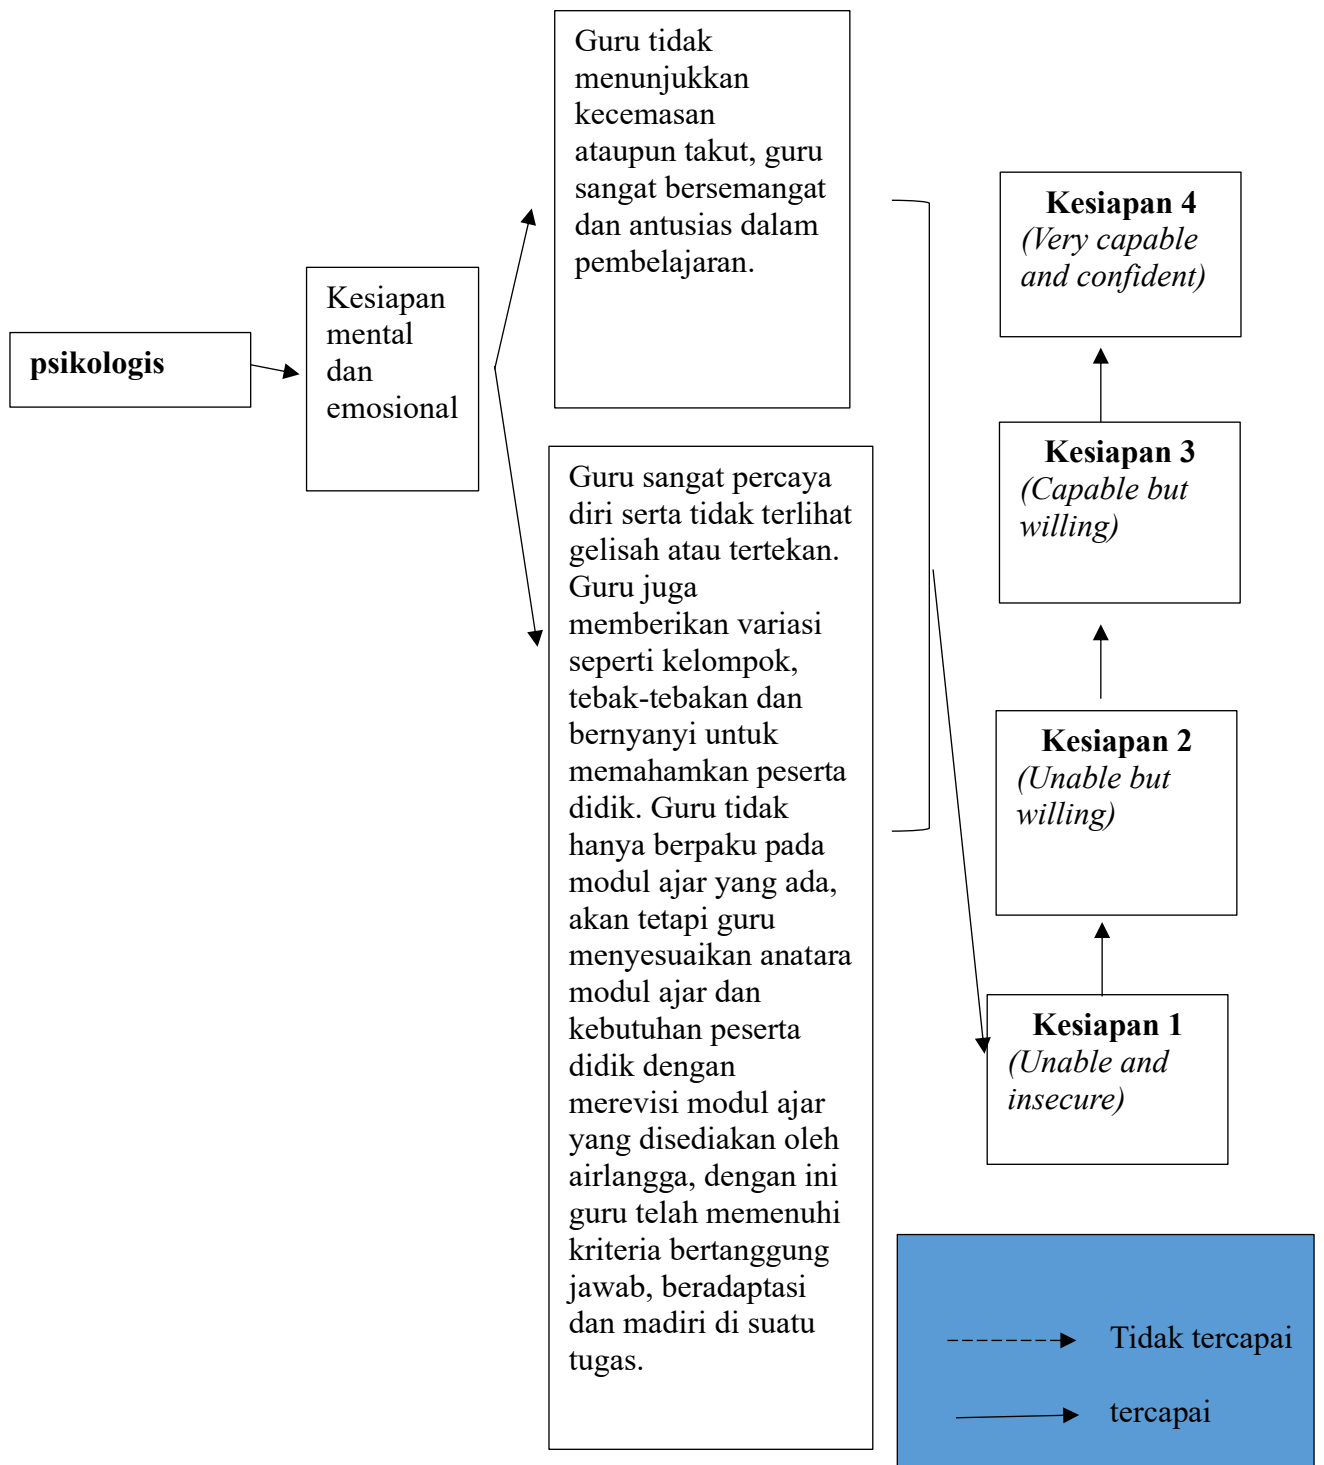 psikologis
Kesiapan
mental
dan
emosional
Guru tidak
menunjukkan
kecemasan
ataupun takut, guru
sangat bersemangat
dan antusias dalam
pembelajaran.
Guru sangat percaya
diri serta tidak terlihat
gelisah atau tertekan.
Guru juga
memberikan variasi
seperti kelompok,
tebak-tebakan dan
bernyanyi untuk
memahamkan peserta
didik. Guru tidak
hanya berpaku pada
modul ajar yang ada,
akan tetapi guru
menyesuaikan anatara
modul ajar dan
kebutuhan peserta
didik dengan
merevisi modul ajar
yang disediakan oleh
airlangga, dengan ini
guru telah memenuhi
kriteria bertanggung
jawab, beradaptasi
dan madiri di suatu
tugas.
Kesiapan 4
(Very capable
and confident)
Kesiapan 3
(Capable but
willing)
Kesiapan 2
(Unable but
willing)
Kesiapan 1
(Unable and
insecure)
Tidak tercapai
tercapai